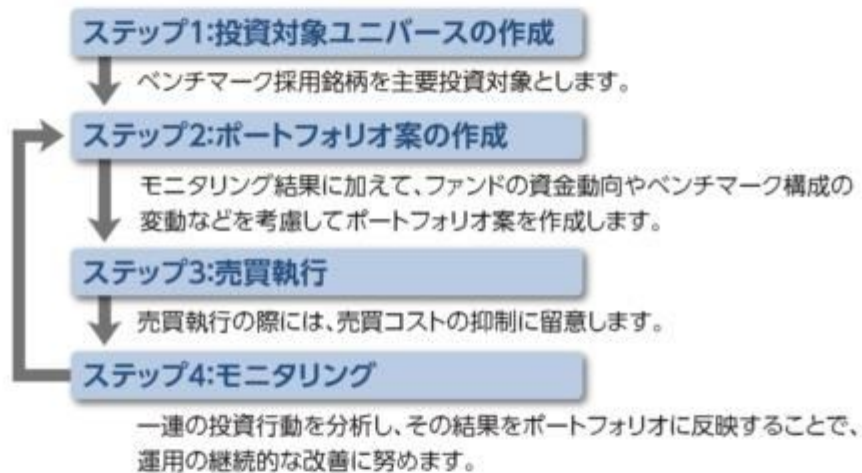 ステップ1:投資対象ユニバースの作成
ベンチマーク採用銘柄を主要投資対象とします。
ステップ2:ポートフォリオ案の作成
モニタリング結果に加えて、ファンドの資金動向やベンチマーク構成の
変動などを考慮してポートフォリオ案を作成します。
ステップ3:売買執行
売買執行の際には、売買コストの抑制に留意します。
ステップ4:モニタリング
一連の投資行動を分析し、その結果をポートフォリオに反映することで、
運用の継続的な改善に努めます。